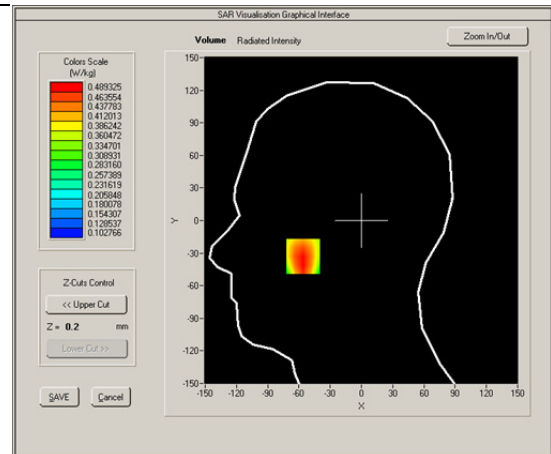 SAR Visualisation Graphical Interface
Volume Radiated Intensity
Zoom In/Out
Colors Scale
(W/kg)
0.489325
0.463554
0.437783
0.412013
0.386242
0.360472
0.334701
0.308931
0.283160
0.257389
0.231619
0.205848
0.180078
0.154307
0.128537
0.102766
Z-Cuts Control
<< Upper Cut
Z = 0.2 mm
Lower Cut >>
SAVE Cancel
150
120
90
60
30
0
-30
-60
-90
-120
-150
Y
-150 -120 -90 -60 -30 0 30 60 90 120 150
X